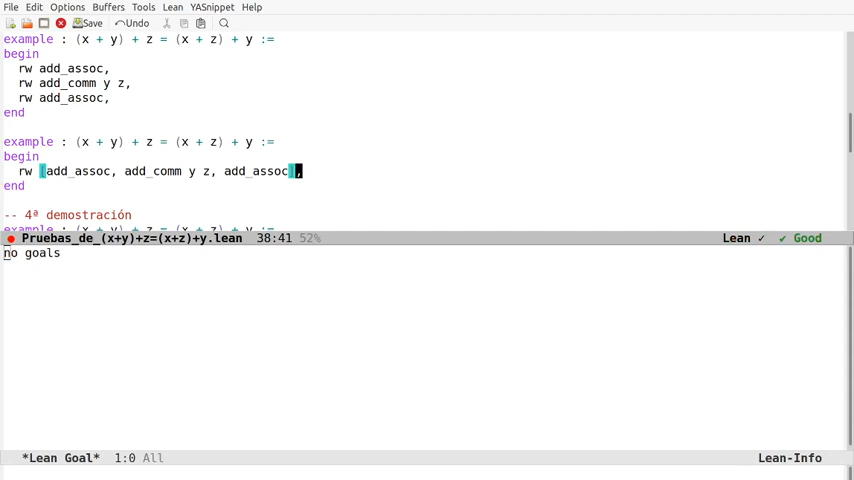 File Edit Options Buffers Tools Lean YASnippet Help
Save Undo
example : (x + y) + z = (x + z) + y :=
begin
  rw add_assoc,
  rw add_comm y z,
  rw add_assoc,
end
example : (x + y) + z = (x + z) + y :=
begin
  rw [add_assoc, add_comm y z, add_assoc],
end
-- 4ª demostración
example : (x + y) + z = (x + z) + y :=
Pruebas_de_(x+y)+z=(x+z)+y.lean 38:41 52% Lean ✓ ✔ Good
no goals
*Lean Goal* 1:0 All Lean-Info